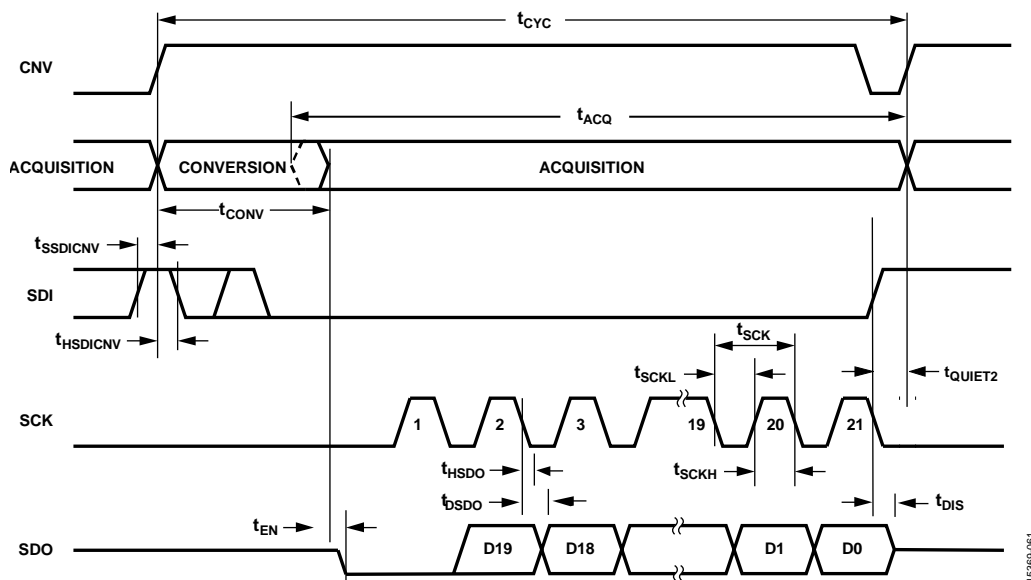 tCYC
CNV
tACQ
ACQUISITION CONVERSION ACQUISITION
tCONV
tSSDICNV
SDI
tHSDICNV
tSCK
tSCKL
tQUIET2
SCK 1 2 3 19 20 21
tHSDO
tSCKH
tDSDO
tDIS
tEN
SDO D19 D18 D1 D0